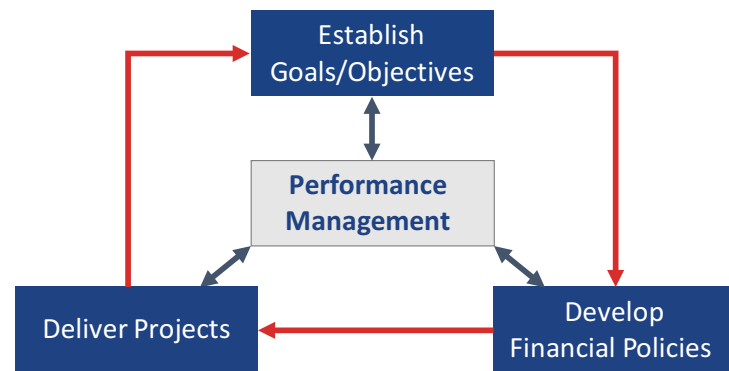 Establish
Goals/Objectives
Performance
Management
Deliver Projects
Develop
Financial Policies